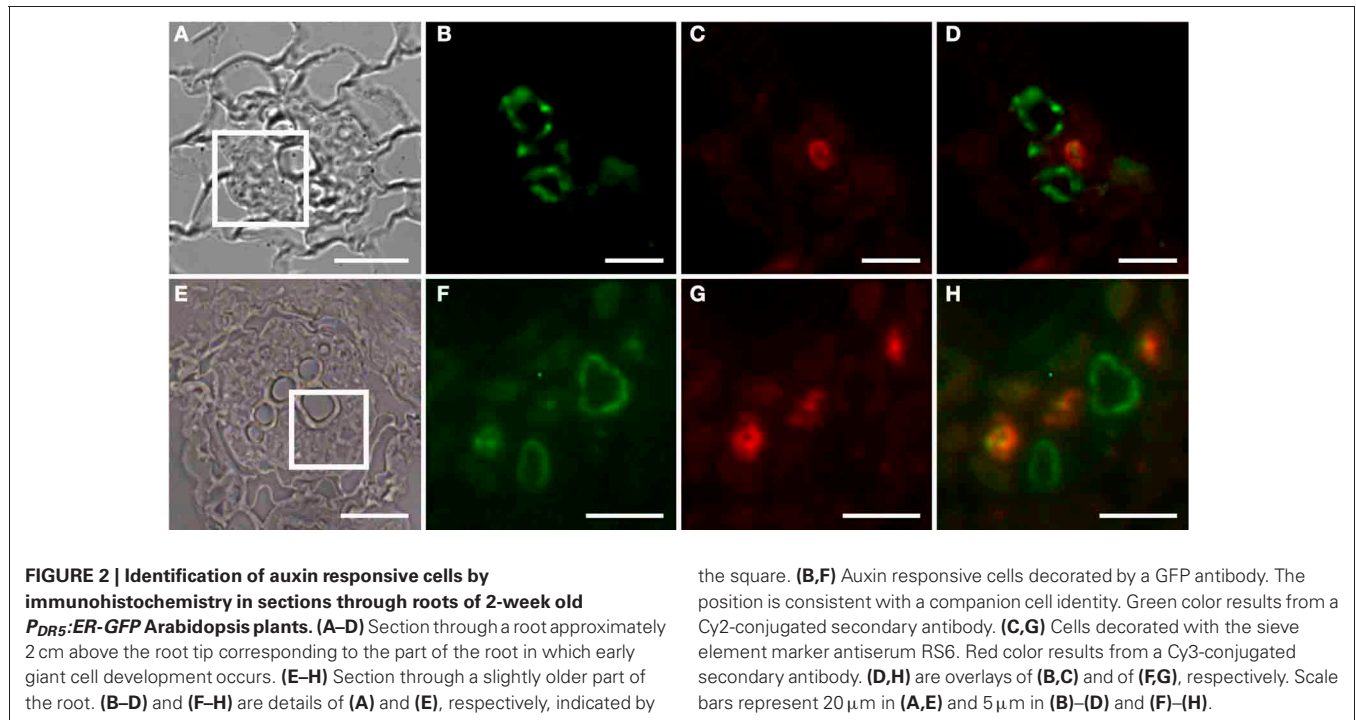 A
B
C
D
E
F
G
H
FIGURE 2 | Identification of auxin responsive cells by
immunohistochemistry in sections through roots of 2-week old
P_DR5:ER-GFP Arabidopsis plants. (A–D) Section through a root approximately
2 cm above the root tip corresponding to the part of the root in which early
giant cell development occurs. (E–H) Section through a slightly older part of
the root. (B–D) and (F–H) are details of (A) and (E), respectively, indicated by
the square. (B,F) Auxin responsive cells decorated by a GFP antibody. The
position is consistent with a companion cell identity. Green color results from a
Cy2-conjugated secondary antibody. (C,G) Cells decorated with the sieve
element marker antiserum RS6. Red color results from a Cy3-conjugated
secondary antibody. (D,H) are overlays of (B,C) and of (F,G), respectively. Scale
bars represent 20 μm in (A,E) and 5 μm in (B)–(D) and (F)–(H).